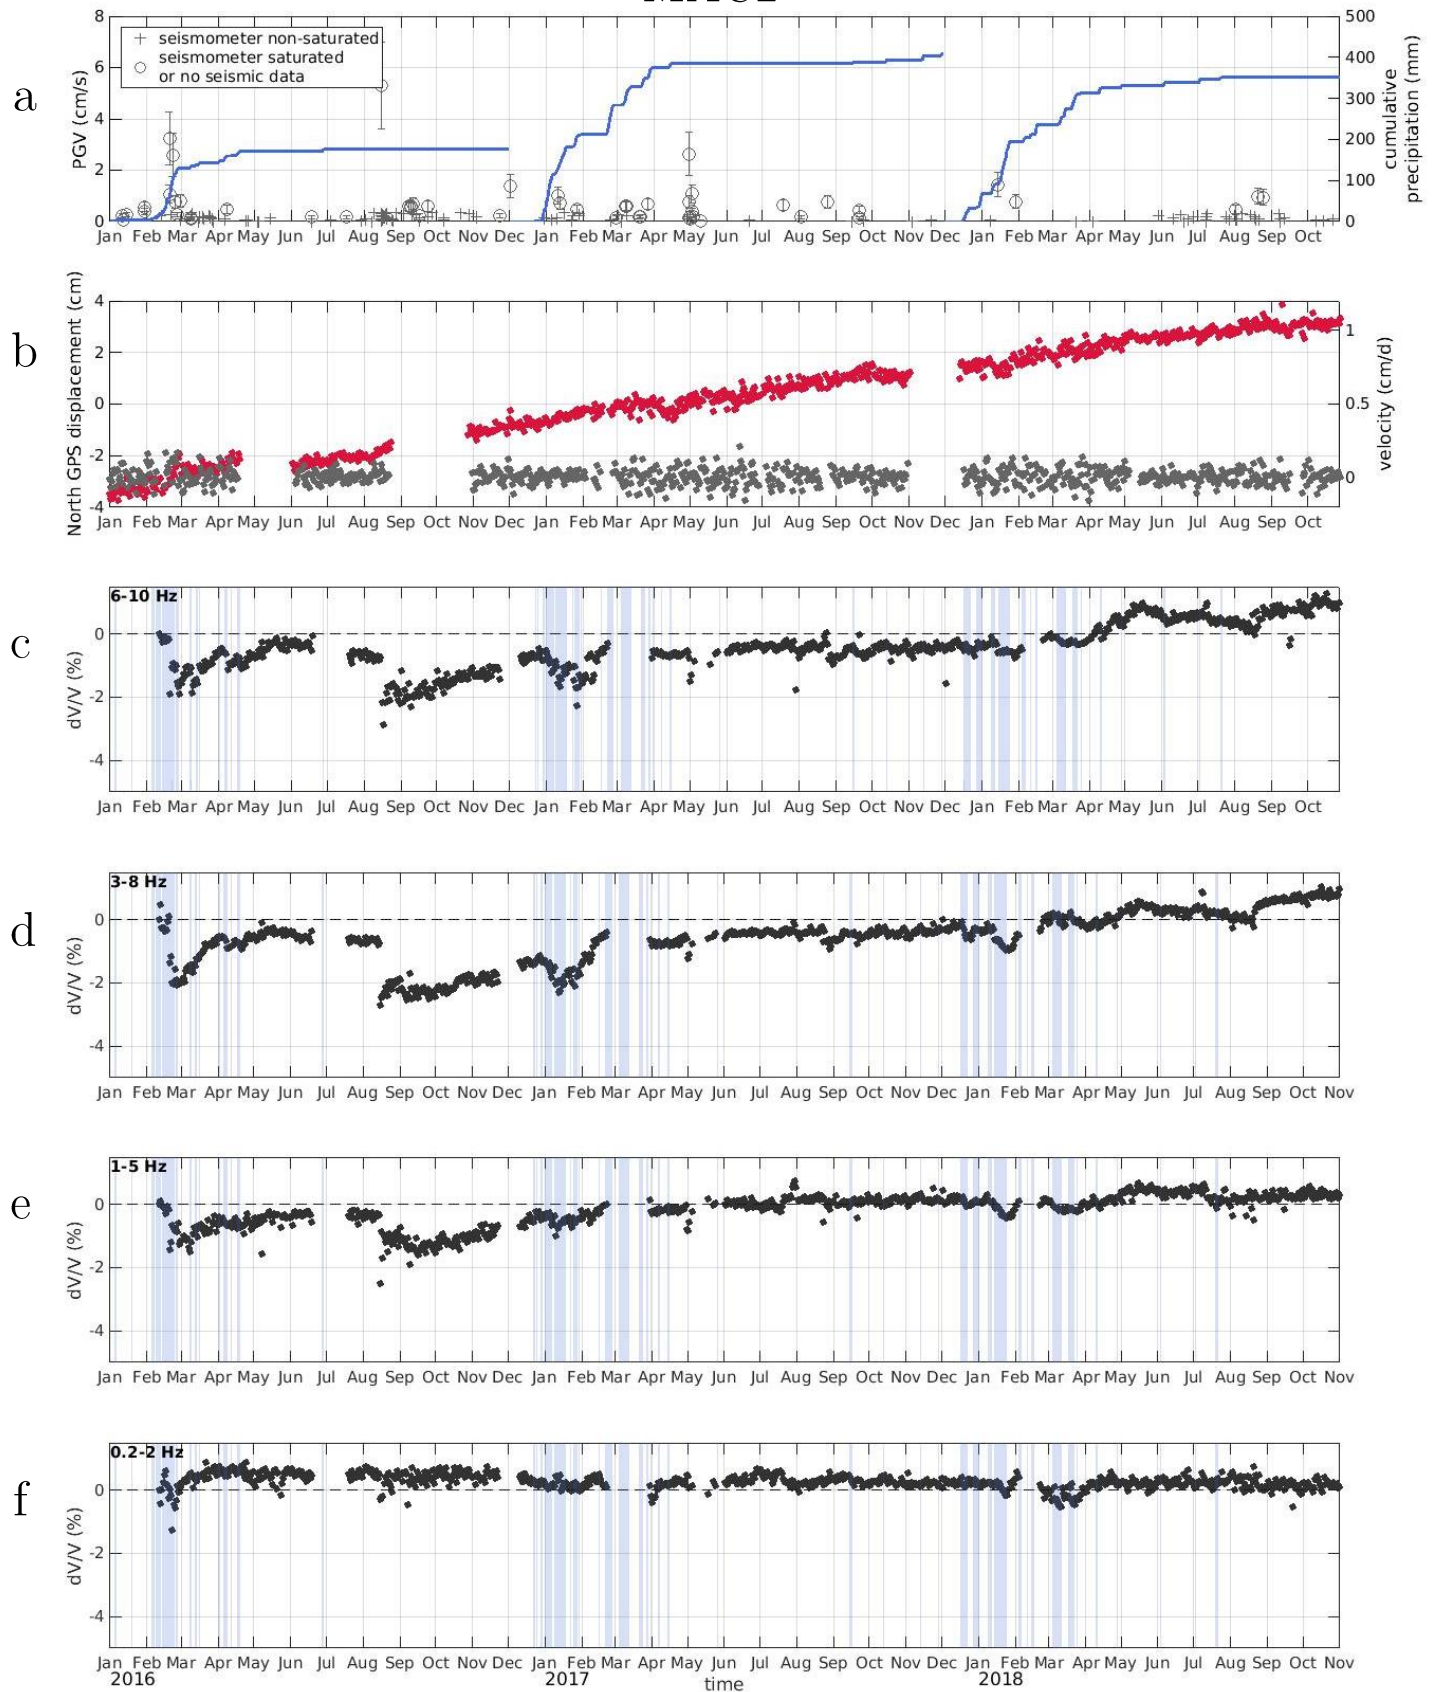 a
8
6
4
2
0
PGV (cm/s)
seismometer non-saturated
seismometer saturated
or no seismic data
500
400
300
200
100
0
cumulative
precipitation (mm)
Jan Feb Mar Apr May Jun Jul Aug Sep Oct Nov Dec Jan Feb Mar Apr May Jun Jul Aug Sep Oct Nov Dec Jan Feb Mar Apr May Jun Jul Aug Sep Oct
b
4
2
0
-2
-4
North GPS displacement (cm)
1
0.5
0
velocity (cm/d)
Jan Feb Mar Apr May Jun Jul Aug Sep Oct Nov Dec Jan Feb Mar Apr May Jun Jul Aug Sep Oct Nov Dec Jan Feb Mar Apr May Jun Jul Aug Sep Oct
c
6-10 Hz
0
-2
-4
dV/V (%)
Jan Feb Mar Apr May Jun Jul Aug Sep Oct Nov Dec Jan Feb Mar Apr May Jun Jul Aug Sep Oct Nov Dec Jan Feb Mar Apr May Jun Jul Aug Sep Oct
d
3-8 Hz
0
-2
-4
dV/V (%)
Jan Feb Mar Apr May Jun Jul Aug Sep Oct Nov Dec Jan Feb Mar Apr May Jun Jul Aug Sep Oct Nov Dec Jan Feb Mar Apr May Jun Jul Aug Sep Oct Nov
e
1-5 Hz
0
-2
-4
dV/V (%)
Jan Feb Mar Apr May Jun Jul Aug Sep Oct Nov Dec Jan Feb Mar Apr May Jun Jul Aug Sep Oct Nov Dec Jan Feb Mar Apr May Jun Jul Aug Sep Oct Nov
f
0.2-2 Hz
0
-2
-4
dV/V (%)
Jan Feb Mar Apr May Jun Jul Aug Sep Oct Nov Dec Jan Feb Mar Apr May Jun Jul Aug Sep Oct Nov Dec Jan Feb Mar Apr May Jun Jul Aug Sep Oct Nov
2016 2017 2018
time